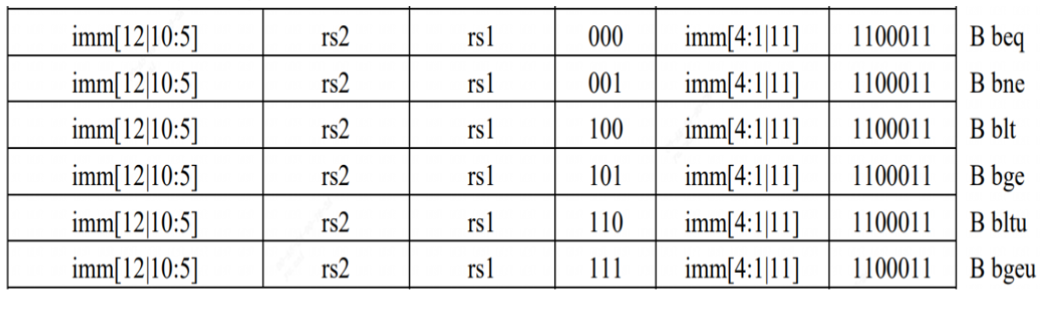 imm[12|10:5] rs2 rs1 000 imm[4:1|11] 1100011 B beq
imm[12|10:5] rs2 rs1 001 imm[4:1|11] 1100011 B bne
imm[12|10:5] rs2 rs1 100 imm[4:1|11] 1100011 B blt
imm[12|10:5] rs2 rs1 101 imm[4:1|11] 1100011 B bge
imm[12|10:5] rs2 rs1 110 imm[4:1|11] 1100011 B bltu
imm[12|10:5] rs2 rs1 111 imm[4:1|11] 1100011 B bgeu